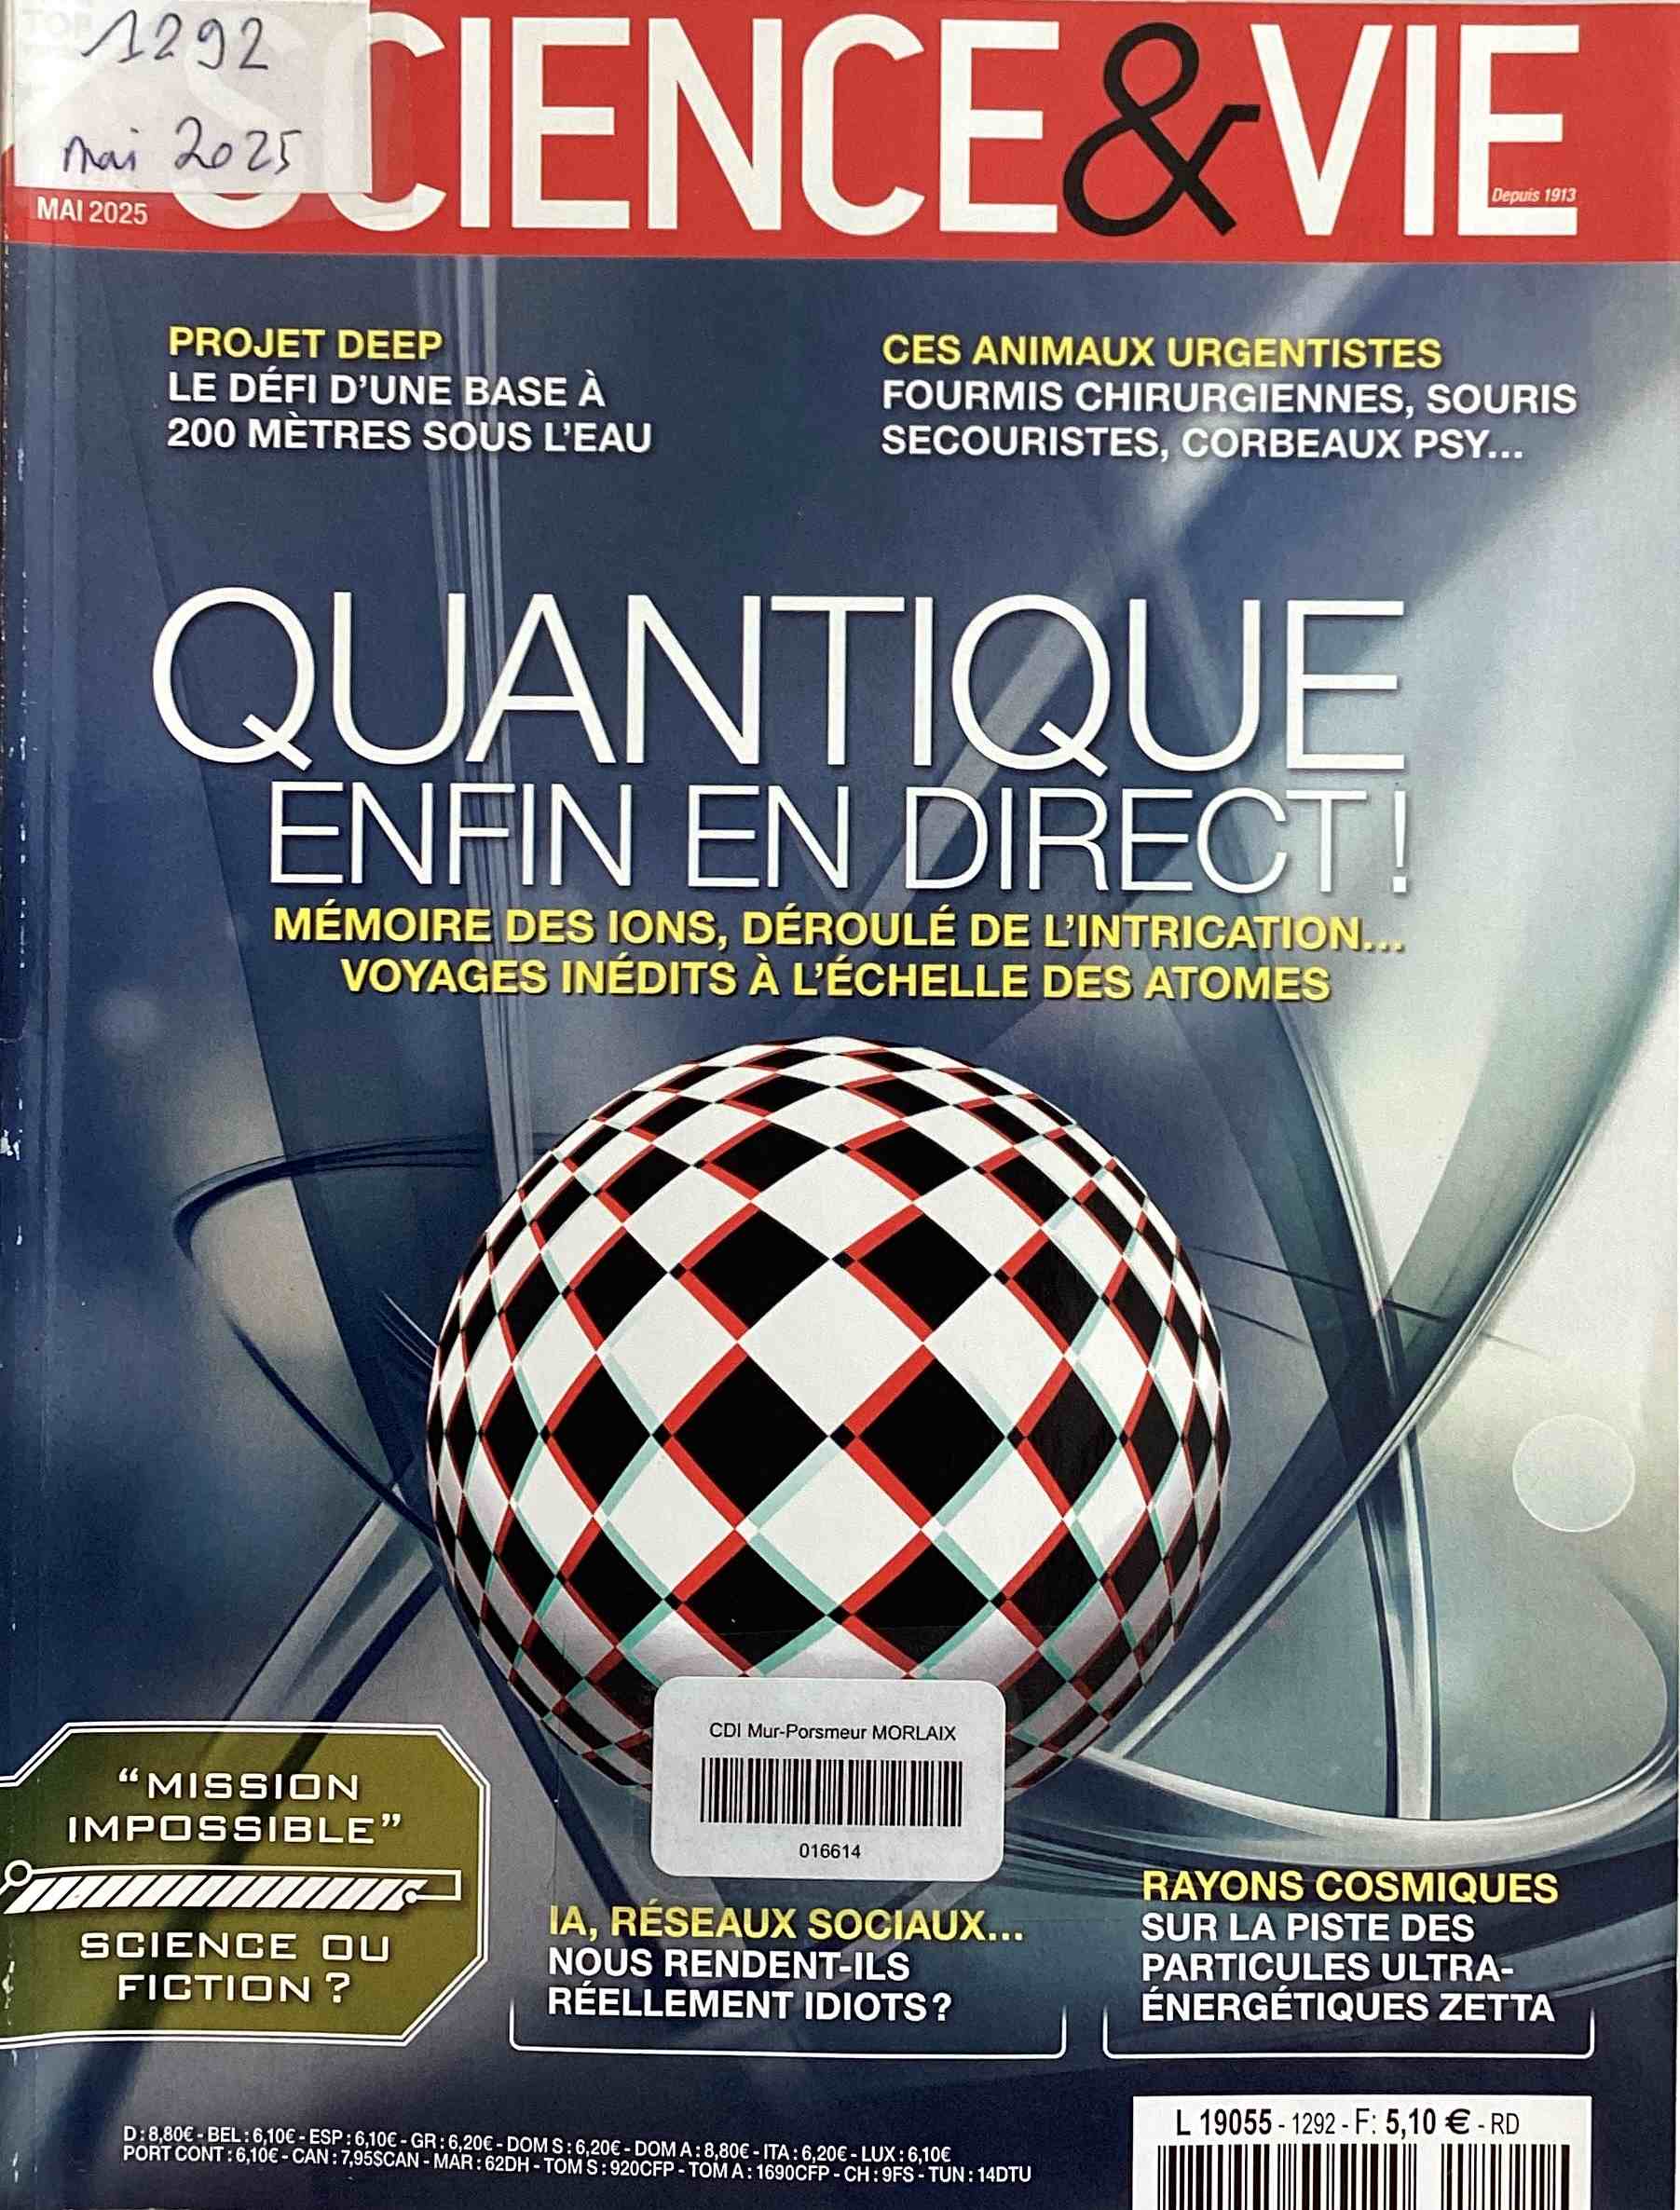 1292
mai 2025
SCIENCE&VIE
MAI 2025
Depuis 1913
PROJET DEEP
LE DÉFI D'UNE BASE À
200 MÈTRES SOUS L'EAU
CES ANIMAUX URGENTISTES
FOURMIS CHIRURGIENNES, SOURIS
SECOURISTES, CORBEAUX PSY...
QUANTIQUE
ENFIN EN DIRECT !
MÉMOIRE DES IONS, DÉROULÉ DE L'INTRICATION...
VOYAGES INÉDITS À L'ÉCHELLE DES ATOMES
CDI Mur-Porsmeur MORLAIX
016614
"MISSION
IMPOSSIBLE"
SCIENCE OU
FICTION ?
IA, RÉSEAUX SOCIAUX...
NOUS RENDENT-ILS
RÉELLEMENT IDIOTS ?
RAYONS COSMIQUES
SUR LA PISTE DES
PARTICULES ULTRA-
ÉNERGÉTIQUES ZETTA
D : 8,80€ - BEL : 6,10€ - ESP : 6,10€ - GR : 6,20€ - DOM S : 6,20€ - DOM A : 8,80€ - ITA : 6,20€ - LUX : 6,10€
PORT CONT : 6,10€ - CAN : 7,95$CAN - MAR : 62DH - TOM S : 920CFP - TOM A : 1690CFP - CH : 9FS - TUN : 14DTU
L 19055 - 1292 - F: 5,10 € - RD